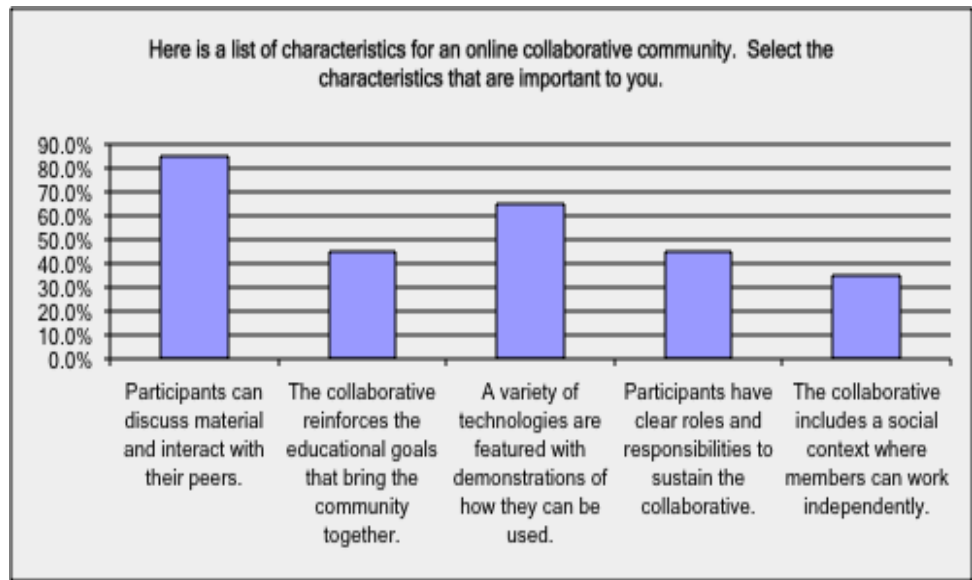 Here is a list of characteristics for an online collaborative community.  Select the
characteristics that are important to you.
90.0%
80.0%
70.0%
60.0%
50.0%
40.0%
30.0%
20.0%
10.0%
0.0%
Participants can
discuss material
and interact with
their peers.
The collaborative
reinforces the
educational goals
that bring the
community
together.
A variety of
technologies are
featured with
demonstrations of
how they can be
used.
Participants have
clear roles and
responsibilities to
sustain the
collaborative.
The collaborative
includes a social
context where
members can work
independently.